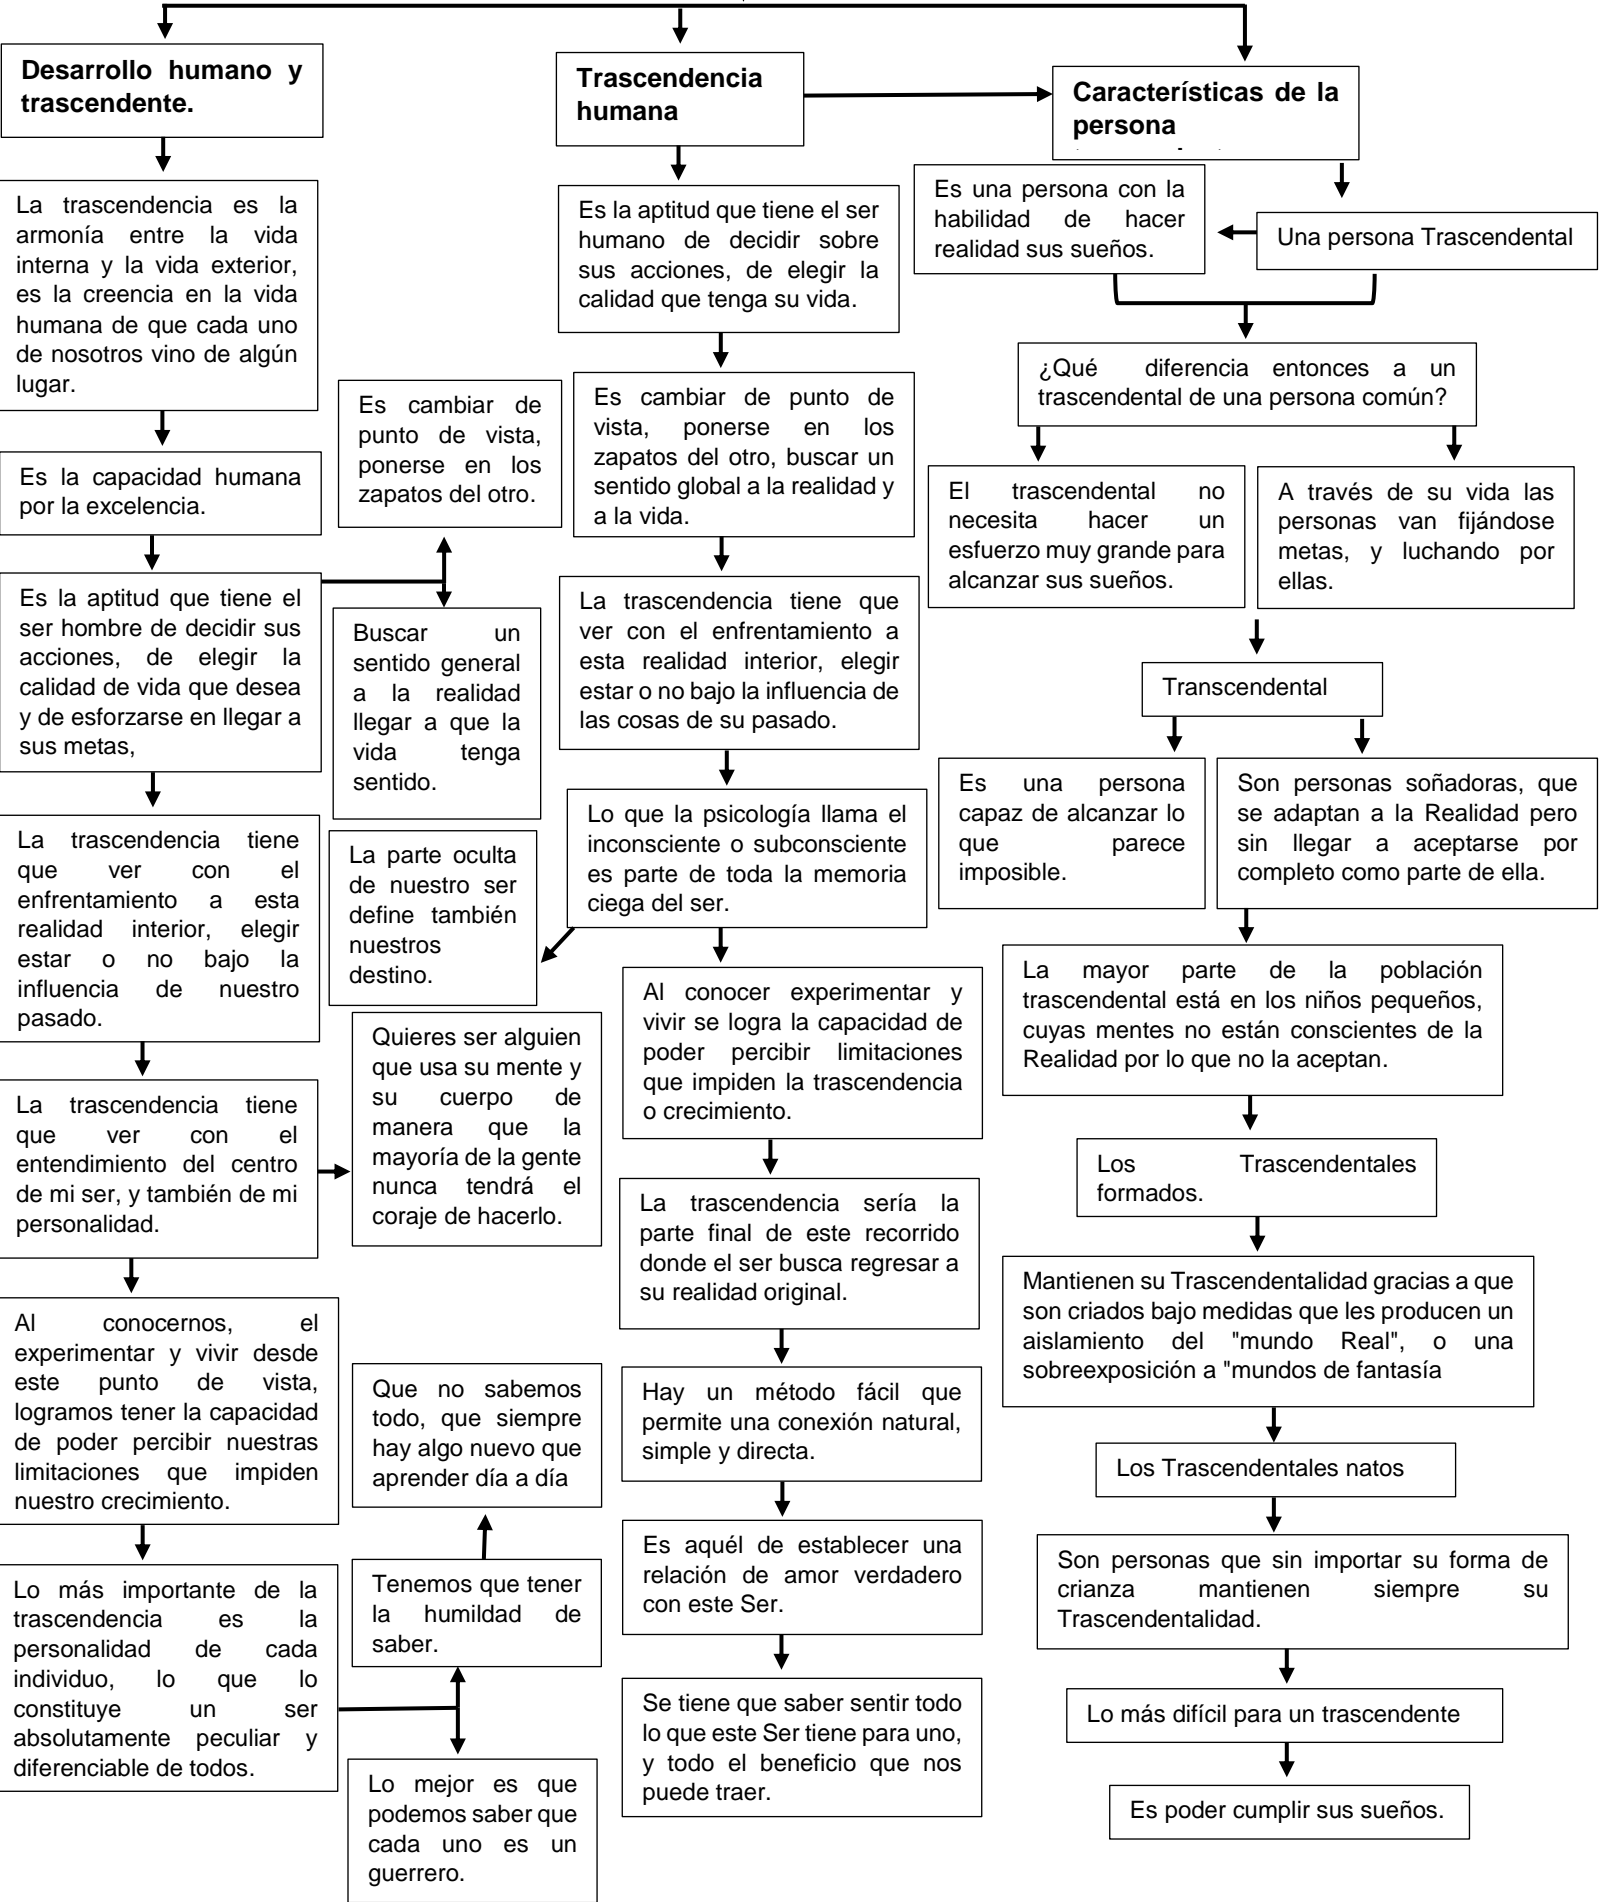 Desarrollo humano y
trascendente.
La trascendencia es la
armonía entre la vida
interna y la vida exterior,
es la creencia en la vida
humana de que cada uno
de nosotros vino de algún
lugar.
Es la capacidad humana
por la excelencia.
Es la aptitud que tiene el
ser hombre de decidir sus
acciones, de elegir la
calidad de vida que desea
y de esforzarse en llegar a
sus metas,
Es cambiar de
punto de vista,
ponerse en los
zapatos del otro.
Buscar un
sentido general
a la realidad
llegar a que la
vida tenga
sentido.
La trascendencia tiene
que ver con el
enfrentamiento a esta
realidad interior, elegir
estar o no bajo la
influencia de nuestro
pasado.
La trascendencia tiene
que ver con el
entendimiento del centro
de mi ser, y también de mi
personalidad.
Quieres ser alguien
que usa su mente y
su cuerpo de
manera que la
mayoría de la gente
nunca tendrá el
coraje de hacerlo.
Al conocernos, el
experimentar y vivir desde
este punto de vista,
logramos tener la capacidad
de poder percibir nuestras
limitaciones que impiden
nuestro crecimiento.
Lo más importante de la
trascendencia es la
personalidad de cada
individuo, lo que lo
constituye un ser
absolutamente peculiar y
diferenciable de todos.
Que no sabemos
todo, que siempre
hay algo nuevo que
aprender día a día
Tenemos que tener
la humildad de
saber.
Lo mejor es que
podemos saber que
cada uno es un
guerrero.
Trascendencia
humana
Es la aptitud que tiene el ser
humano de decidir sobre
sus acciones, de elegir la
calidad que tenga su vida.
Es cambiar de punto de
vista, ponerse en los
zapatos del otro, buscar un
sentido global a la realidad y
a la vida.
La trascendencia tiene que
ver con el enfrentamiento a
esta realidad interior, elegir
estar o no bajo la influencia de
las cosas de su pasado.
Lo que la psicología llama el
inconsciente o subconsciente
es parte de toda la memoria
ciega del ser.
La parte oculta
de nuestro ser
define también
nuestros
destino.
Al conocer experimentar y
vivir se logra la capacidad de
poder percibir limitaciones
que impiden la trascendencia
o crecimiento.
La trascendencia sería la
parte final de este recorrido
donde el ser busca regresar a
su realidad original.
Hay un método fácil que
permite una conexión natural,
simple y directa.
Es aquél de establecer una
relación de amor verdadero
con este Ser.
Se tiene que saber sentir todo
lo que este Ser tiene para uno,
y todo el beneficio que nos
puede traer.
Características de la
persona
Una persona Trascendental
Es una persona con la
habilidad de hacer
realidad sus sueños.
¿Qué diferencia entonces a un
trascendental de una persona común?
El trascendental no
necesita hacer un
esfuerzo muy grande para
alcanzar sus sueños.
A través de su vida las
personas van fijándose
metas, y luchando por
ellas.
Transcendental
Es una persona
capaz de alcanzar lo
que parece
imposible.
Son personas soñadoras, que
se adaptan a la Realidad pero
sin llegar a aceptarse por
completo como parte de ella.
La mayor parte de la población
trascendental está en los niños pequeños,
cuyas mentes no están conscientes de la
Realidad por lo que no la aceptan.
Los Trascendentales
formados.
Mantienen su Trascendentalidad gracias a que
son criados bajo medidas que les producen un
aislamiento del "mundo Real", o una
sobreexposición a "mundos de fantasía
Los Trascendentales natos
Son personas que sin importar su forma de
crianza mantienen siempre su
Trascendentalidad.
Lo más difícil para un trascendente
Es poder cumplir sus sueños.